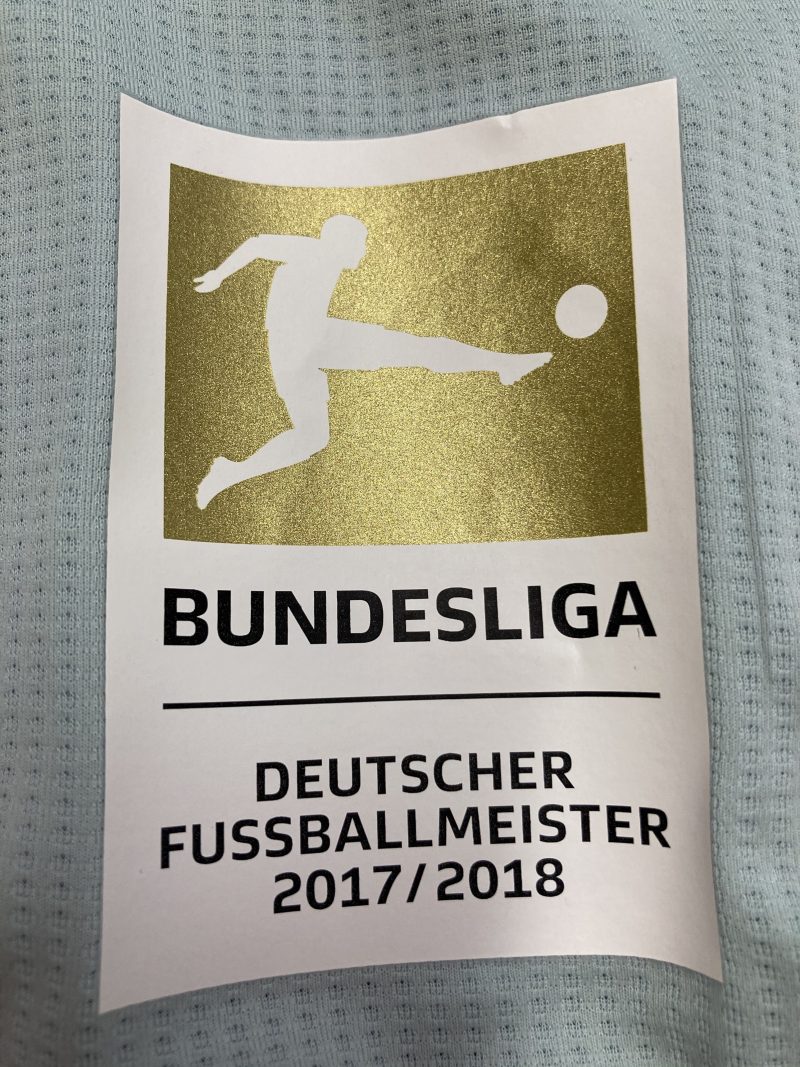 BUNDESLIGA
DEUTSCHER
FUSSBALLMEISTER
2017/2018